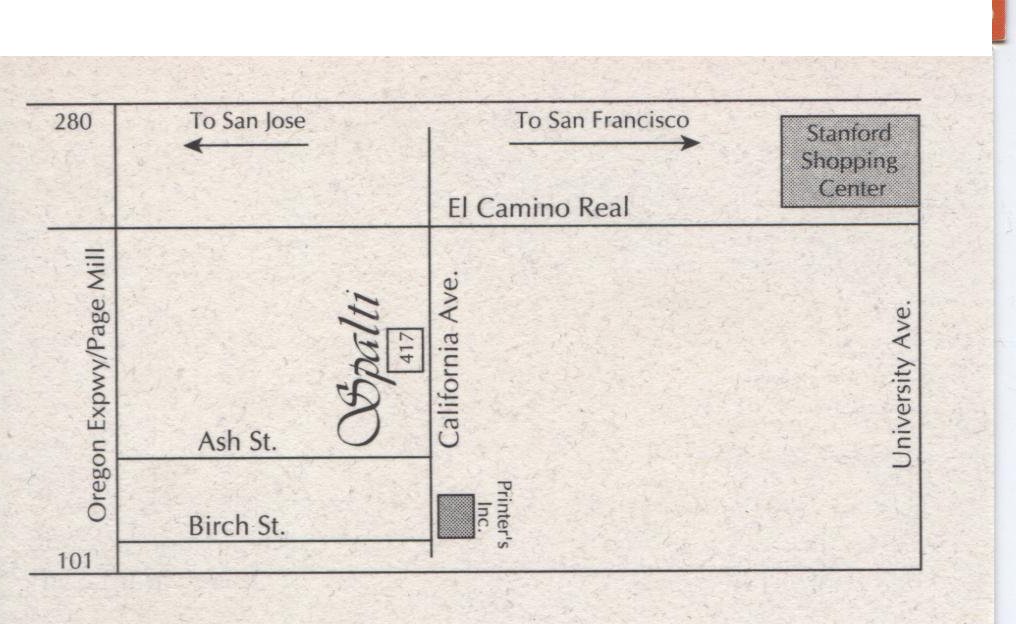 280
To San Jose
To San Francisco
Stanford
Shopping
Center
El Camino Real
Oregon Expwy/Page Mill
Spalti
417
California Ave.
University Ave.
Ash St.
Printer's
Inc.
Birch St.
101